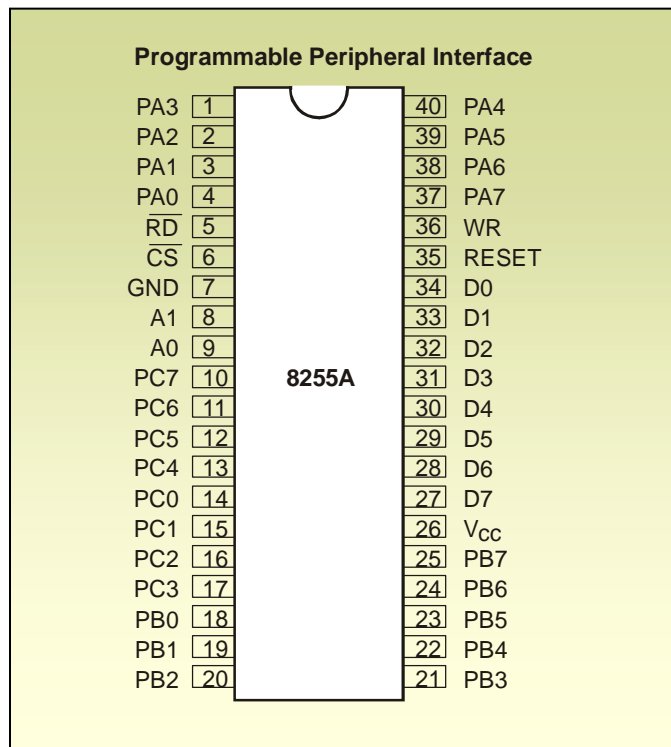 Programmable Peripheral Interface
PA3 1 40 PA4
PA2 2 39 PA5
PA1 3 38 PA6
PA0 4 37 PA7
R̅D̅ 5 36 WR
C̅S̅ 6 35 RESET
GND 7 34 D0
A1 8 33 D1
A0 9 32 D2
PC7 10 8255A 31 D3
PC6 11 30 D4
PC5 12 29 D5
PC4 13 28 D6
PC0 14 27 D7
PC1 15 26 VCC
PC2 16 25 PB7
PC3 17 24 PB6
PB0 18 23 PB5
PB1 19 22 PB4
PB2 20 21 PB3